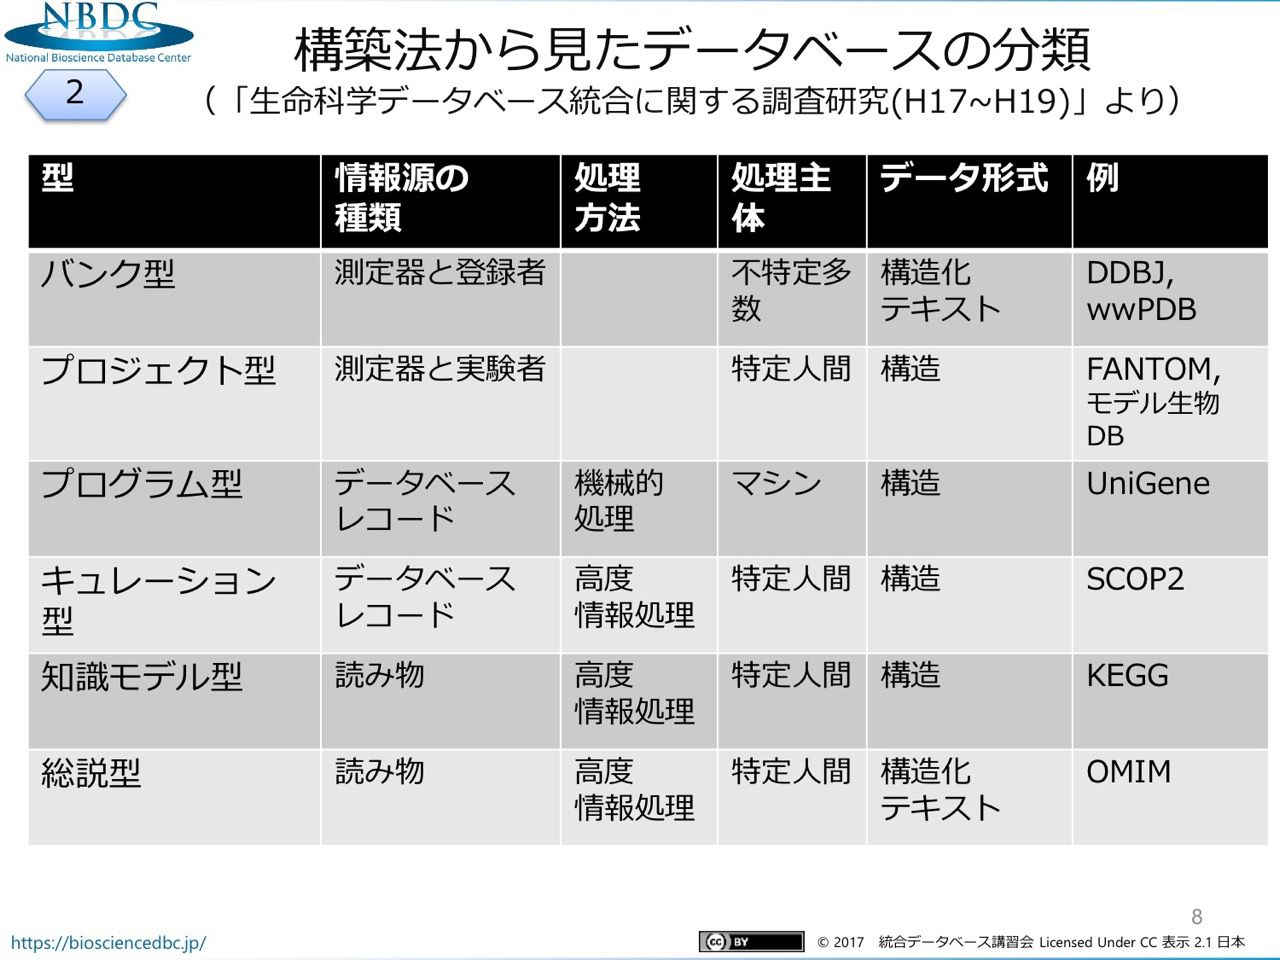 NBDC
National Bioscience Database Center
2
構築法から見たデータベースの分類
（「生命科学データベース統合に関する調査研究(H17~H19)」より）
型
情報源の
種類
処理
方法
処理主
体
データ形式
例
バンク型
測定器と登録者
不特定多
数
構造化
テキスト
DDBJ,
wwPDB
プロジェクト型
測定器と実験者
特定人間
構造
FANTOM,
モデル生物
DB
プログラム型
データベース
レコード
機械的
処理
マシン
構造
UniGene
キュレーション
型
データベース
レコード
高度
情報処理
特定人間
構造
SCOP2
知識モデル型
読み物
高度
情報処理
特定人間
構造
KEGG
総説型
読み物
高度
情報処理
特定人間
構造化
テキスト
OMIM
8
https://biosciencedbc.jp/
cc BY
© 2017 統合データベース講習会 Licensed Under CC 表示 2.1 日本